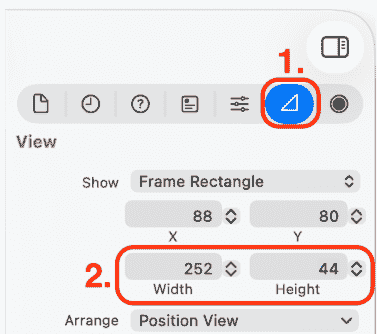 1.
View
Show Frame Rectangle
88 80
X Y
2. 252 44
Width Height
Arrange Position View